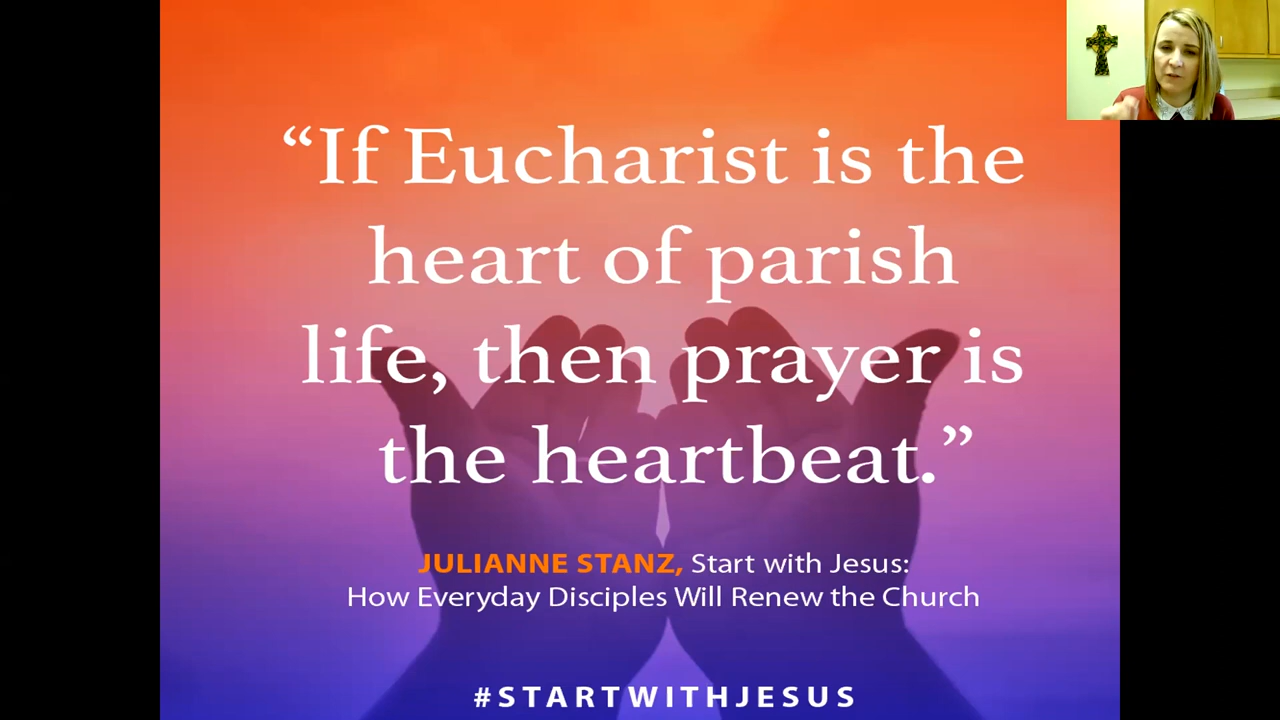 “If Eucharist is the
heart of parish
life, then prayer is
the heartbeat.”
JULIANNE STANZ, Start with Jesus:
How Everyday Disciples Will Renew the Church
#STARTWITHJESUS